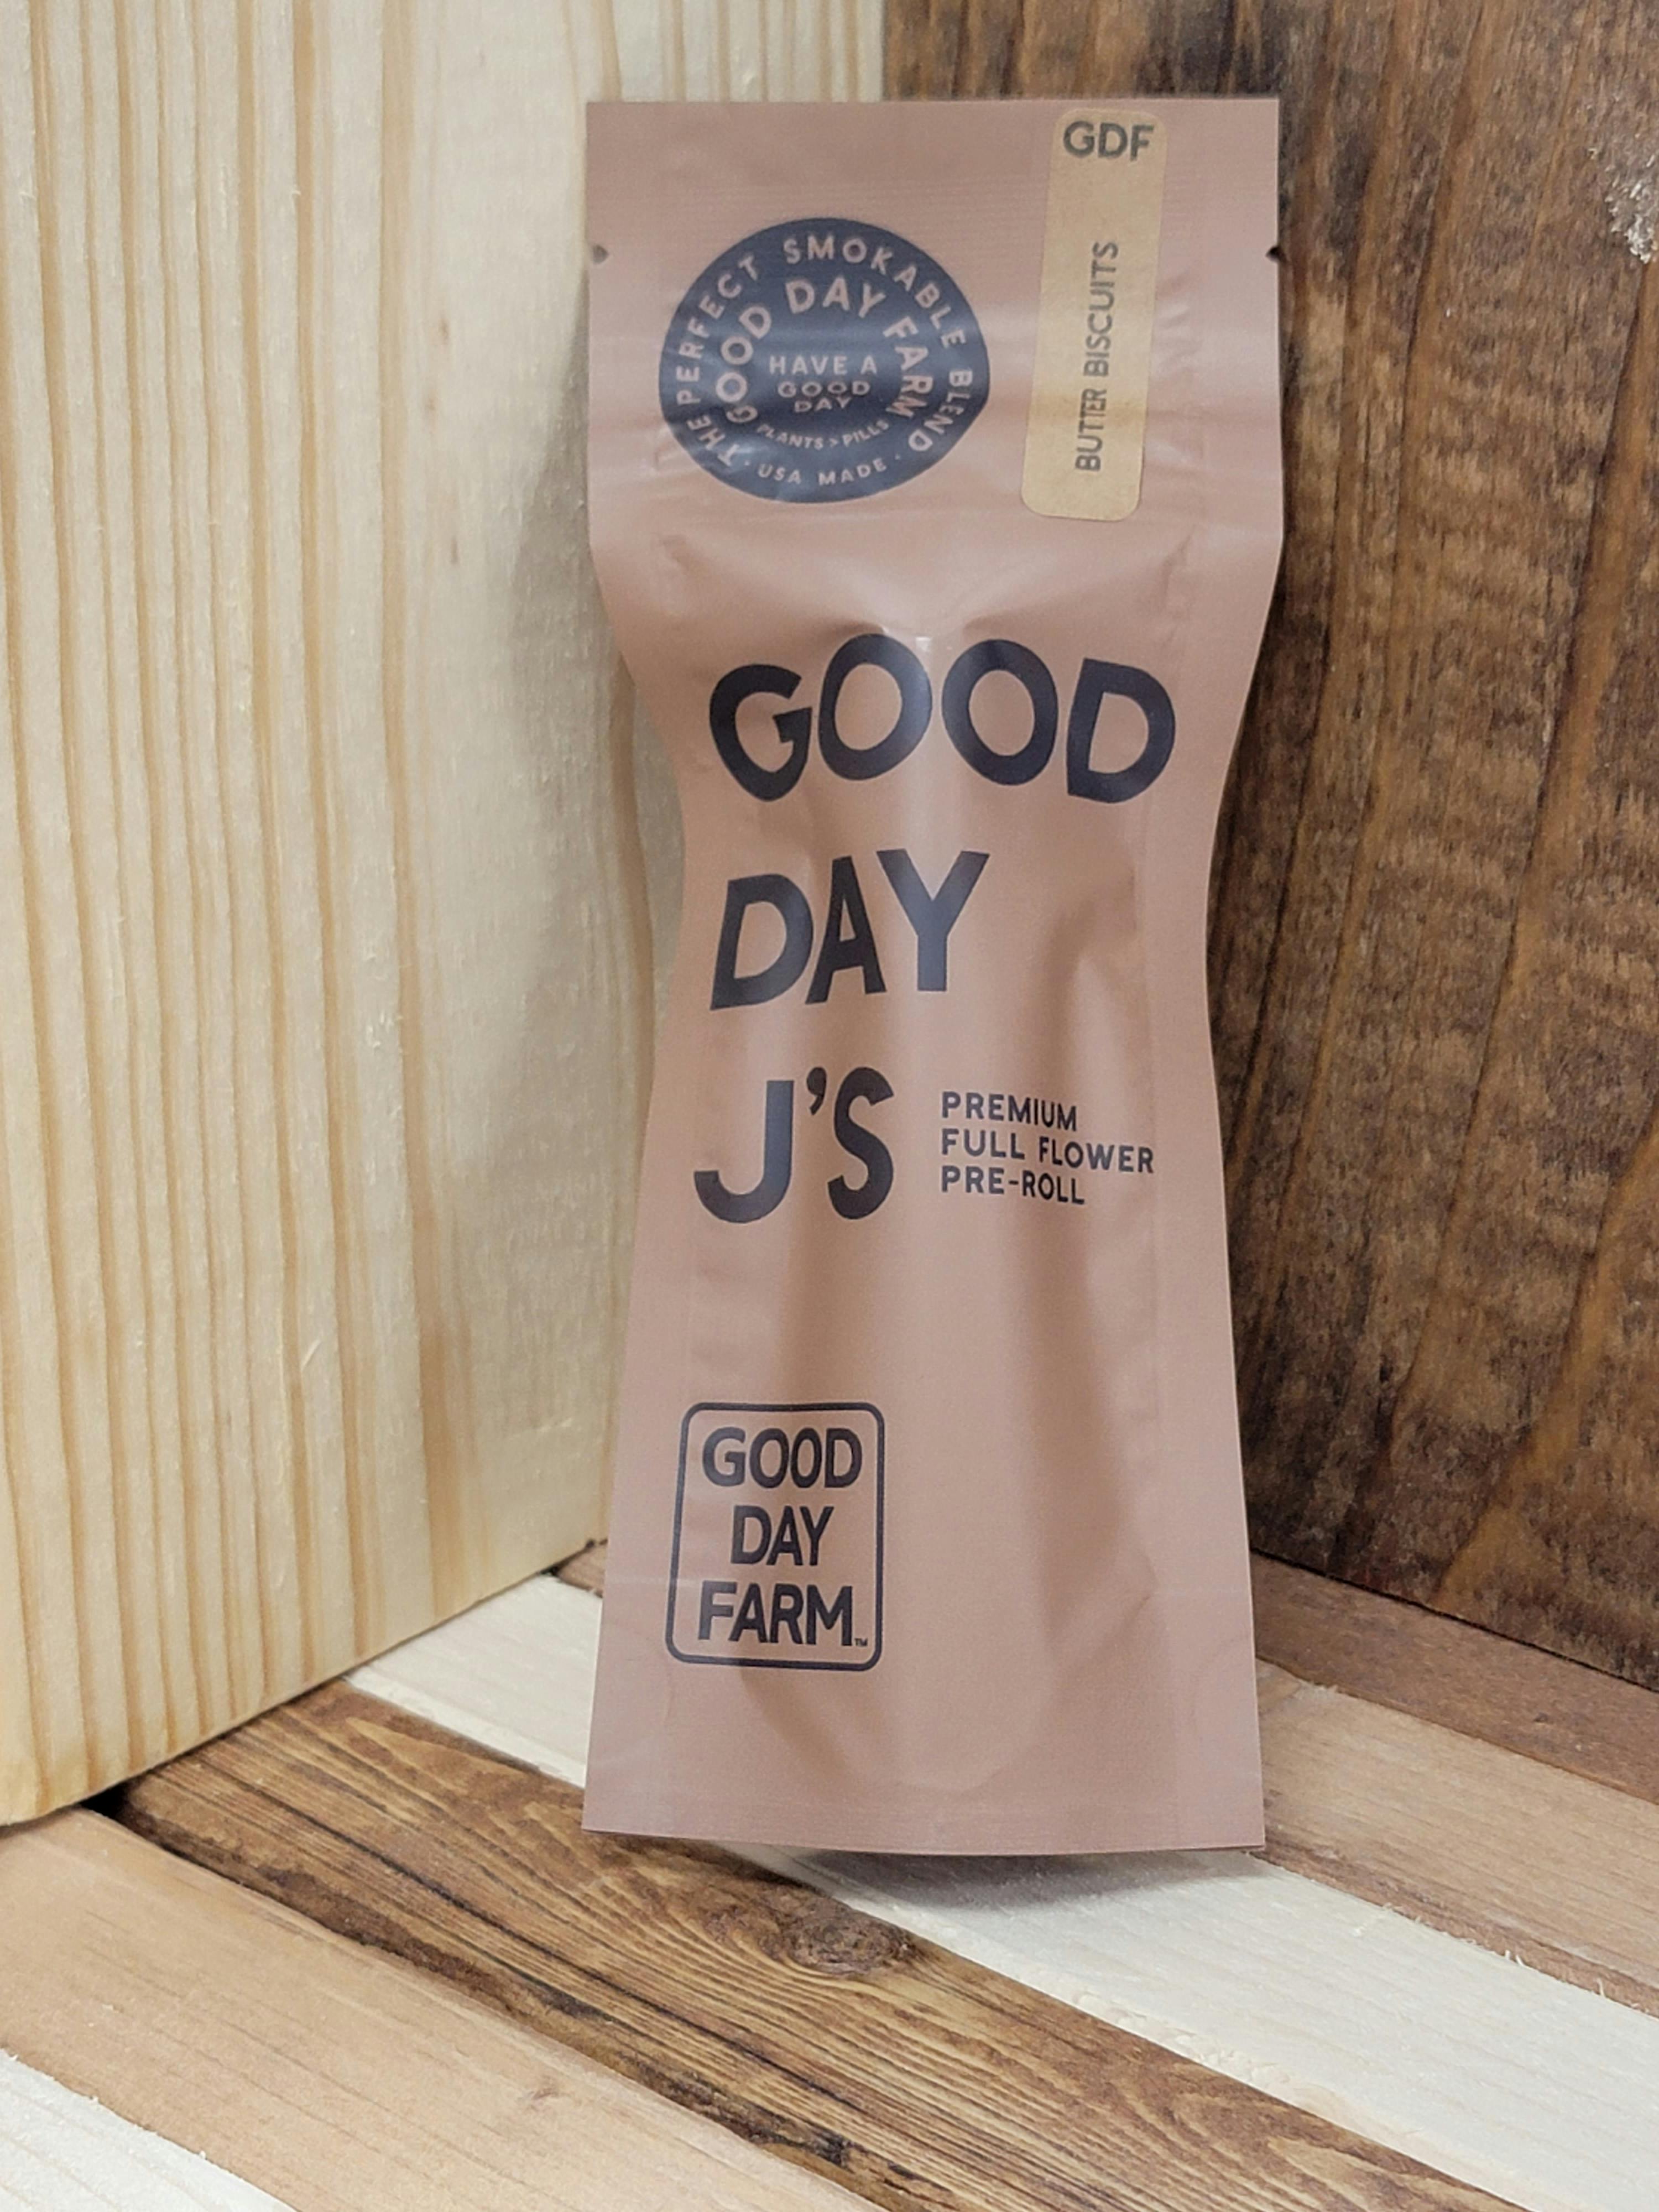 GDF
BUTTER BISCUITS
THE PERFECT SMOKABLE BLEND
GOOD DAY FARM
HAVE A
GOOD
DAY
PLANTS > PILLS
· USA MADE ·
GOOD
DAY
J'S
PREMIUM
FULL FLOWER
PRE-ROLL
GOOD
DAY
FARM™